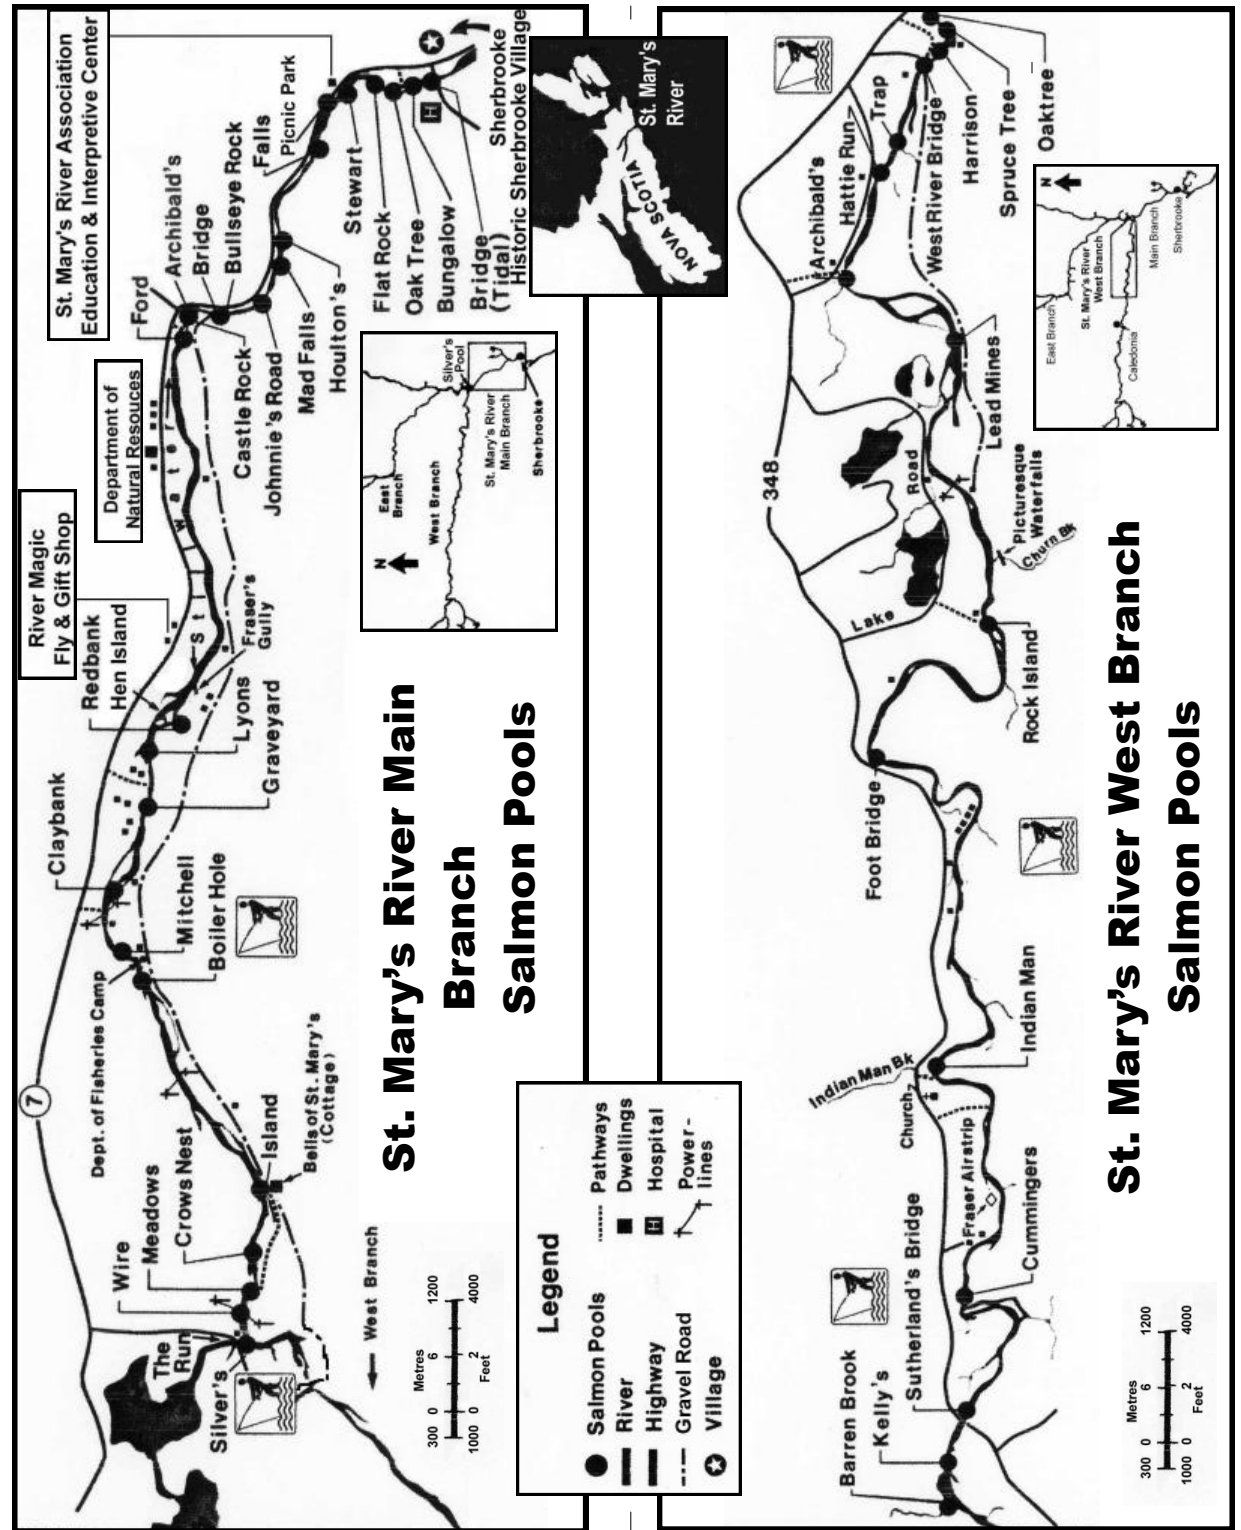 St. Mary's River Association
Education & Interpretive Center
Department of
Natural Resouces
River Magic
Fly & Gift Shop
7
Silver's
The
Run
Wire
Meadows
Crows Nest
Island
Bells of St. Mary's
(Cottage)
Dept. of Fisheries Camp
Boiler Hole
Mitchell
Claybank
Graveyard
Lyons
Redbank
Hen Island
Fraser's
Gully
Stillwater
Ford
Archibald's
Bridge
Bullseye Rock
Falls
Picnic Park
Castle Rock
Johnnie's Road
Mad Falls
Houlton's
Stewart
Flat Rock
Oak Tree
Bungalow
Bridge
(Tidal)
H
Sherbrooke
Historic Sherbrooke Village
West Branch
Metres
300 0 6 1200
1000 0 2 4000
Feet
N
East
Branch
West Branch
Silver's
Pool
St. Mary's River
Main Branch
Sherbrooke
St. Mary's River Main
Branch
Salmon Pools
St. Mary's
River
NOVA SCOTIA
Legend
Salmon Pools
River
Highway
Gravel Road
Village
Pathways
Dwellings
H
Hospital
Power-
lines
Barren Brook
Kelly's
Sutherland's Bridge
Cummingers
Fraser Airstrip
Church
Indian Man Bk
Indian Man
Foot Bridge
Rock Island
Lake
Road
348
Churn Bk
Picturesque
Waterfalls
Lead Mines
Archibald's
Hattie Run
Trap
West River Bridge
Harrison
Spruce Tree
Oaktree
N
East Branch
St. Mary's River
West Branch
Caledonia
Main Branch
Sherbrooke
Metres
300 0 6 1200
1000 0 2 4000
Feet
St. Mary's River West Branch
Salmon Pools